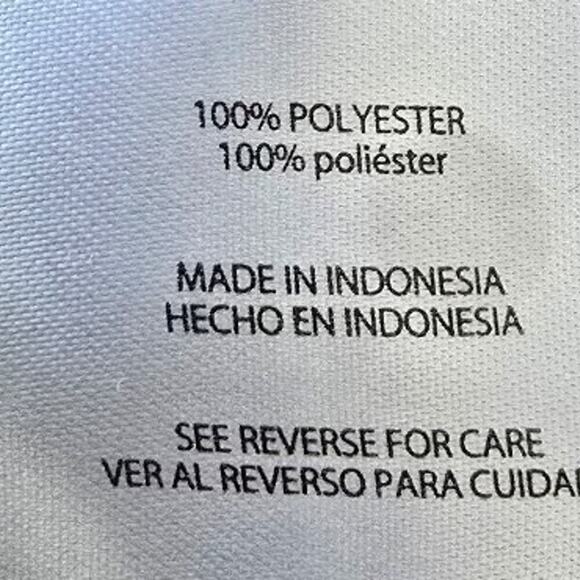 100% POLYESTER
100% poliéster
MADE IN INDONESIA
HECHO EN INDONESIA
SEE REVERSE FOR CARE
VER AL REVERSO PARA